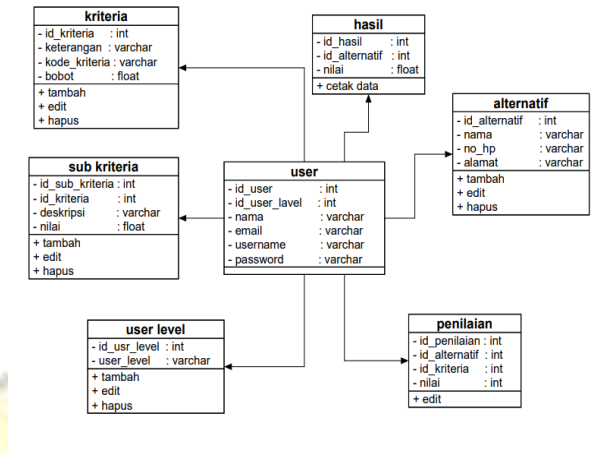 kriteria
- id_kriteria : int
- keterangan : varchar
- kode_kriteria : varchar
- bobot : float
+ tambah
+ edit
+ hapus
hasil
- id_hasil : int
- id_alternatif : int
- nilai : float
+ cetak data
alternatif
- id_alternatif : int
- nama : varchar
- no_hp : varchar
- alamat : varchar
+ tambah
+ edit
+ hapus
sub kriteria
- id_sub_kriteria : int
- id_kriteria : int
- deskripsi : varchar
- nilai : float
+ tambah
+ edit
+ hapus
user
- id_user : int
- id_user_lavel : int
- nama : varchar
- email : varchar
- username : varchar
- password : varchar
user level
- id_usr_level : int
- user_level : varchar
+ tambah
+ edit
+ hapus
penilaian
- id_penilaian : int
- id_alternatif : int
- id_kriteria : int
- nilai : int
+ edit